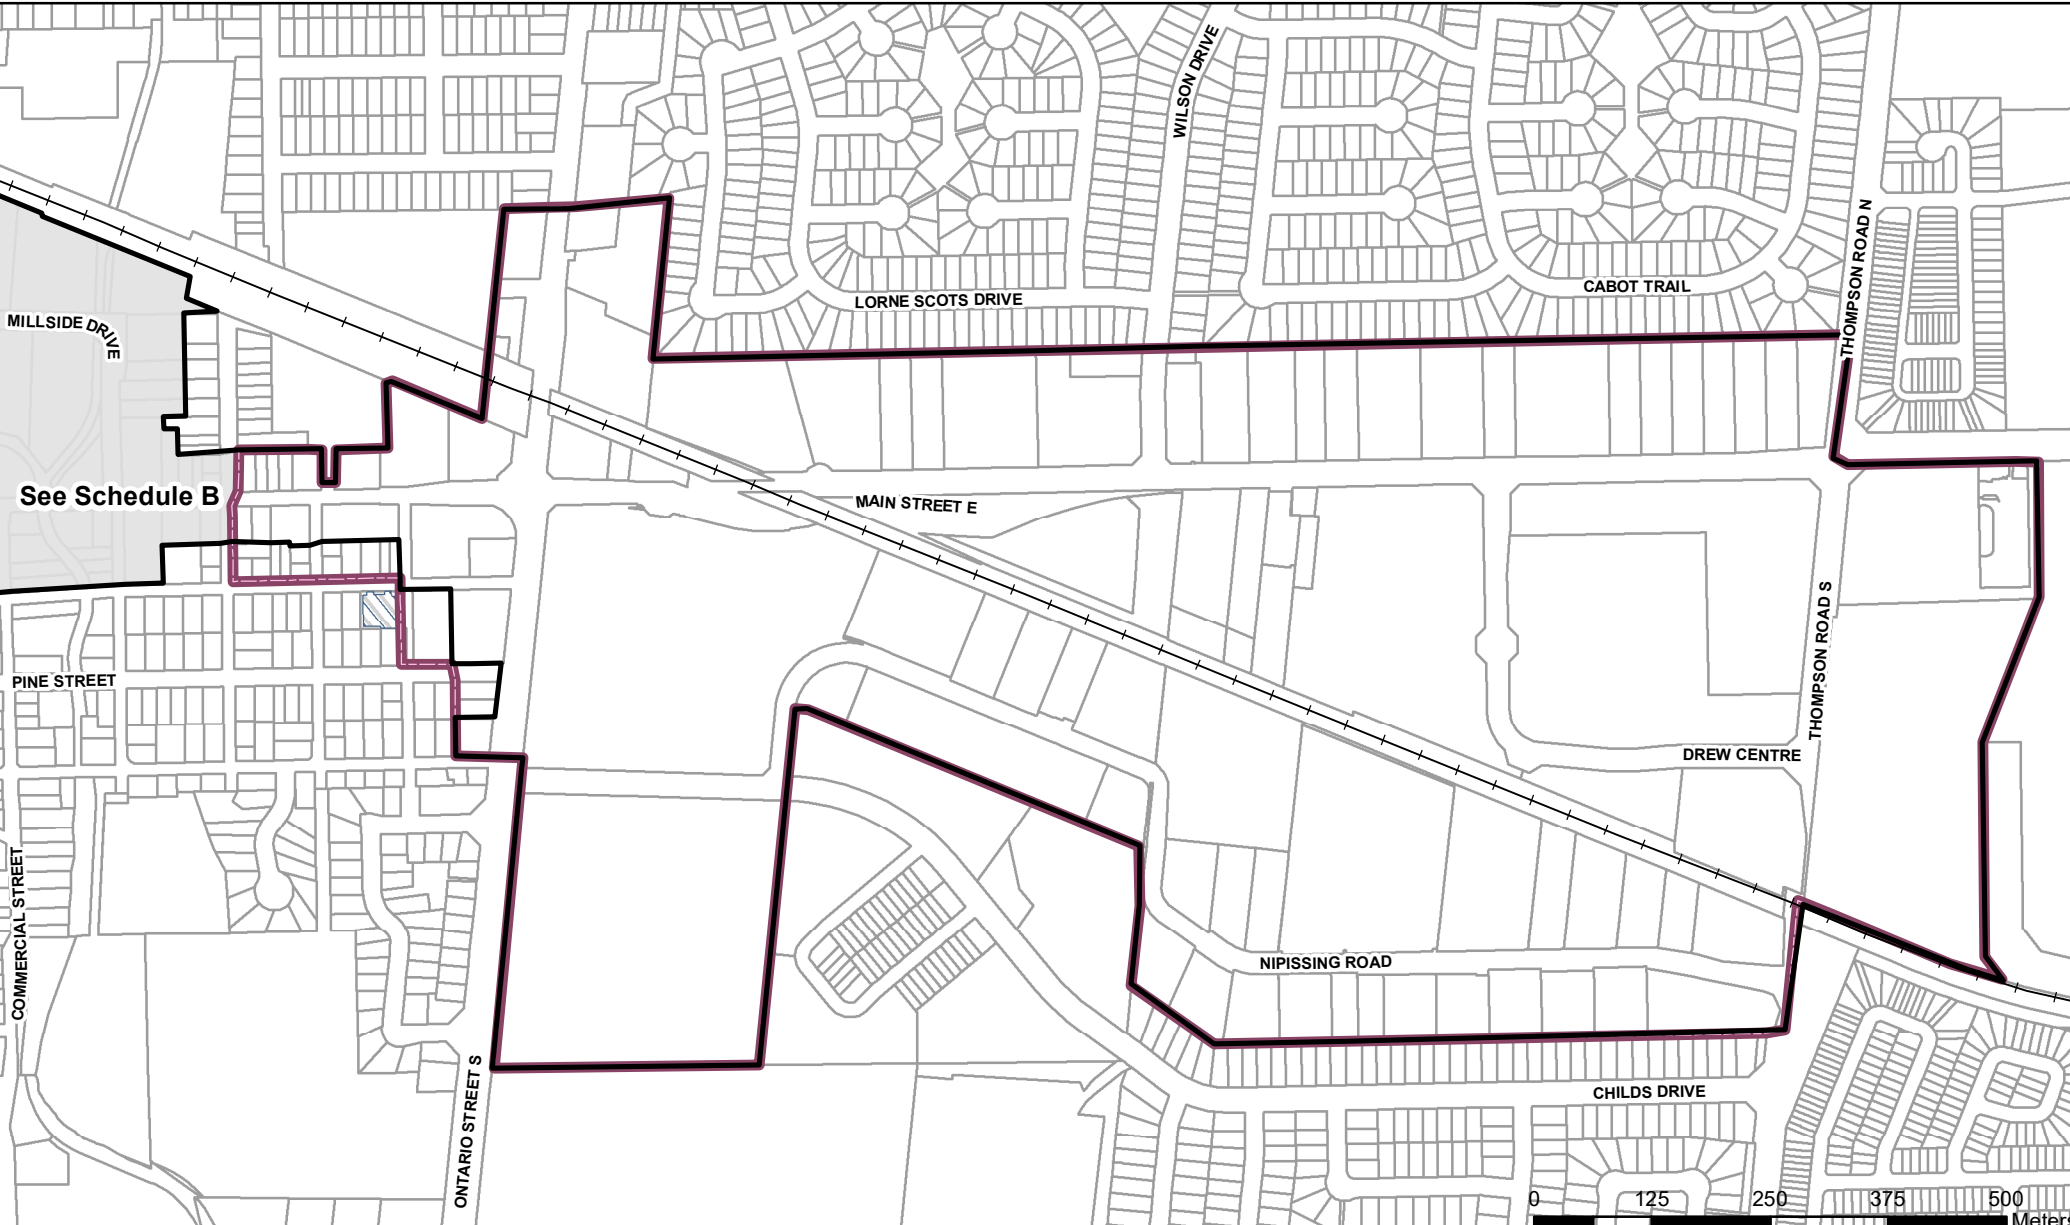 WILSON DRIVE
THOMPSON ROAD N
CABOT TRAIL
LORNE SCOTS DRIVE
MILLSIDE DRIVE
See Schedule B
MAIN STREET E
THOMPSON ROAD S
PINE STREET
DREW CENTRE
COMMERCIAL STREET
NIPISSING ROAD
ONTARIO STREET S
CHILDS DRIVE
0 125 250 375 500
Meters